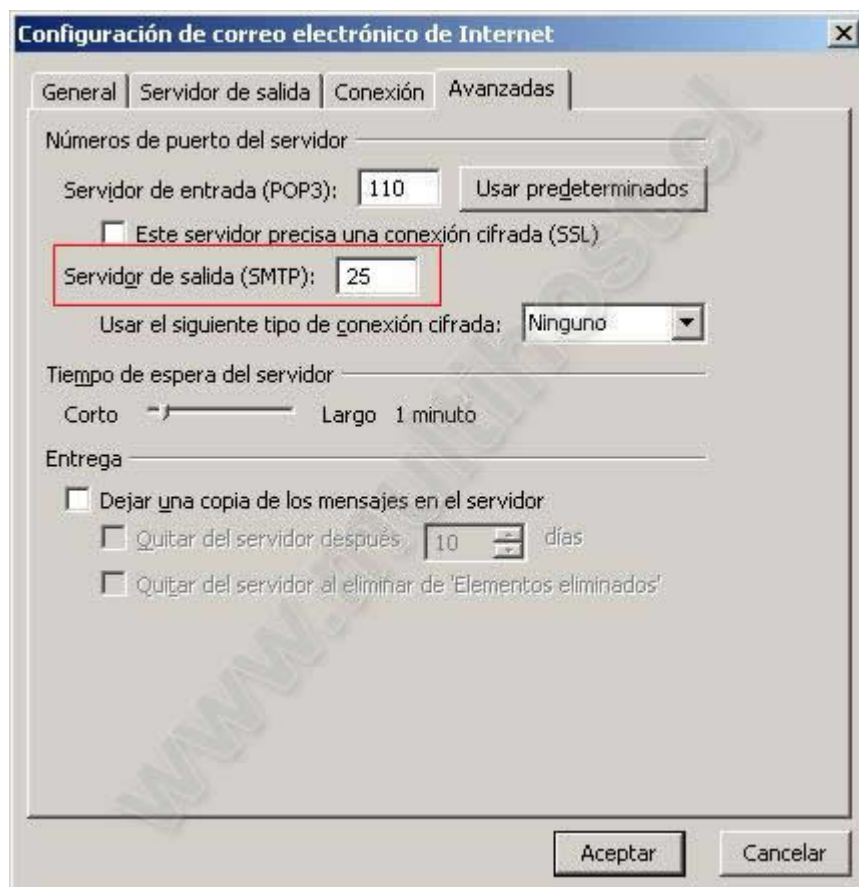 Configuración de correo electrónico de Internet
General Servidor de salida Conexión Avanzadas
Números de puerto del servidor
Servidor de entrada (POP3): 110 Usar predeterminados
Este servidor precisa una conexión cifrada (SSL)
Servidor de salida (SMTP): 25
Usar el siguiente tipo de conexión cifrada: Ninguno
Tiempo de espera del servidor
Corto Largo 1 minuto
Entrega
Dejar una copia de los mensajes en el servidor
Quitar del servidor después 10 días
Quitar del servidor al eliminar de 'Elementos eliminados'
www.multihost.cl
Aceptar Cancelar